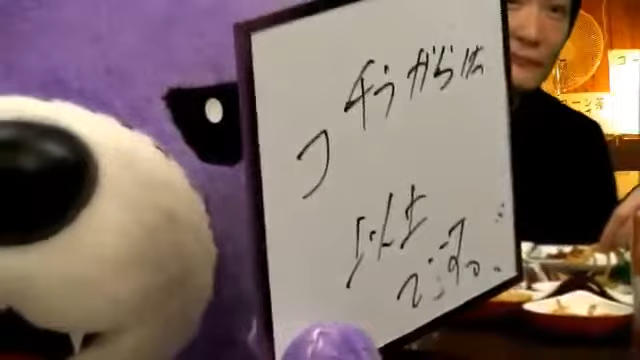 コチラからは
以上
です。